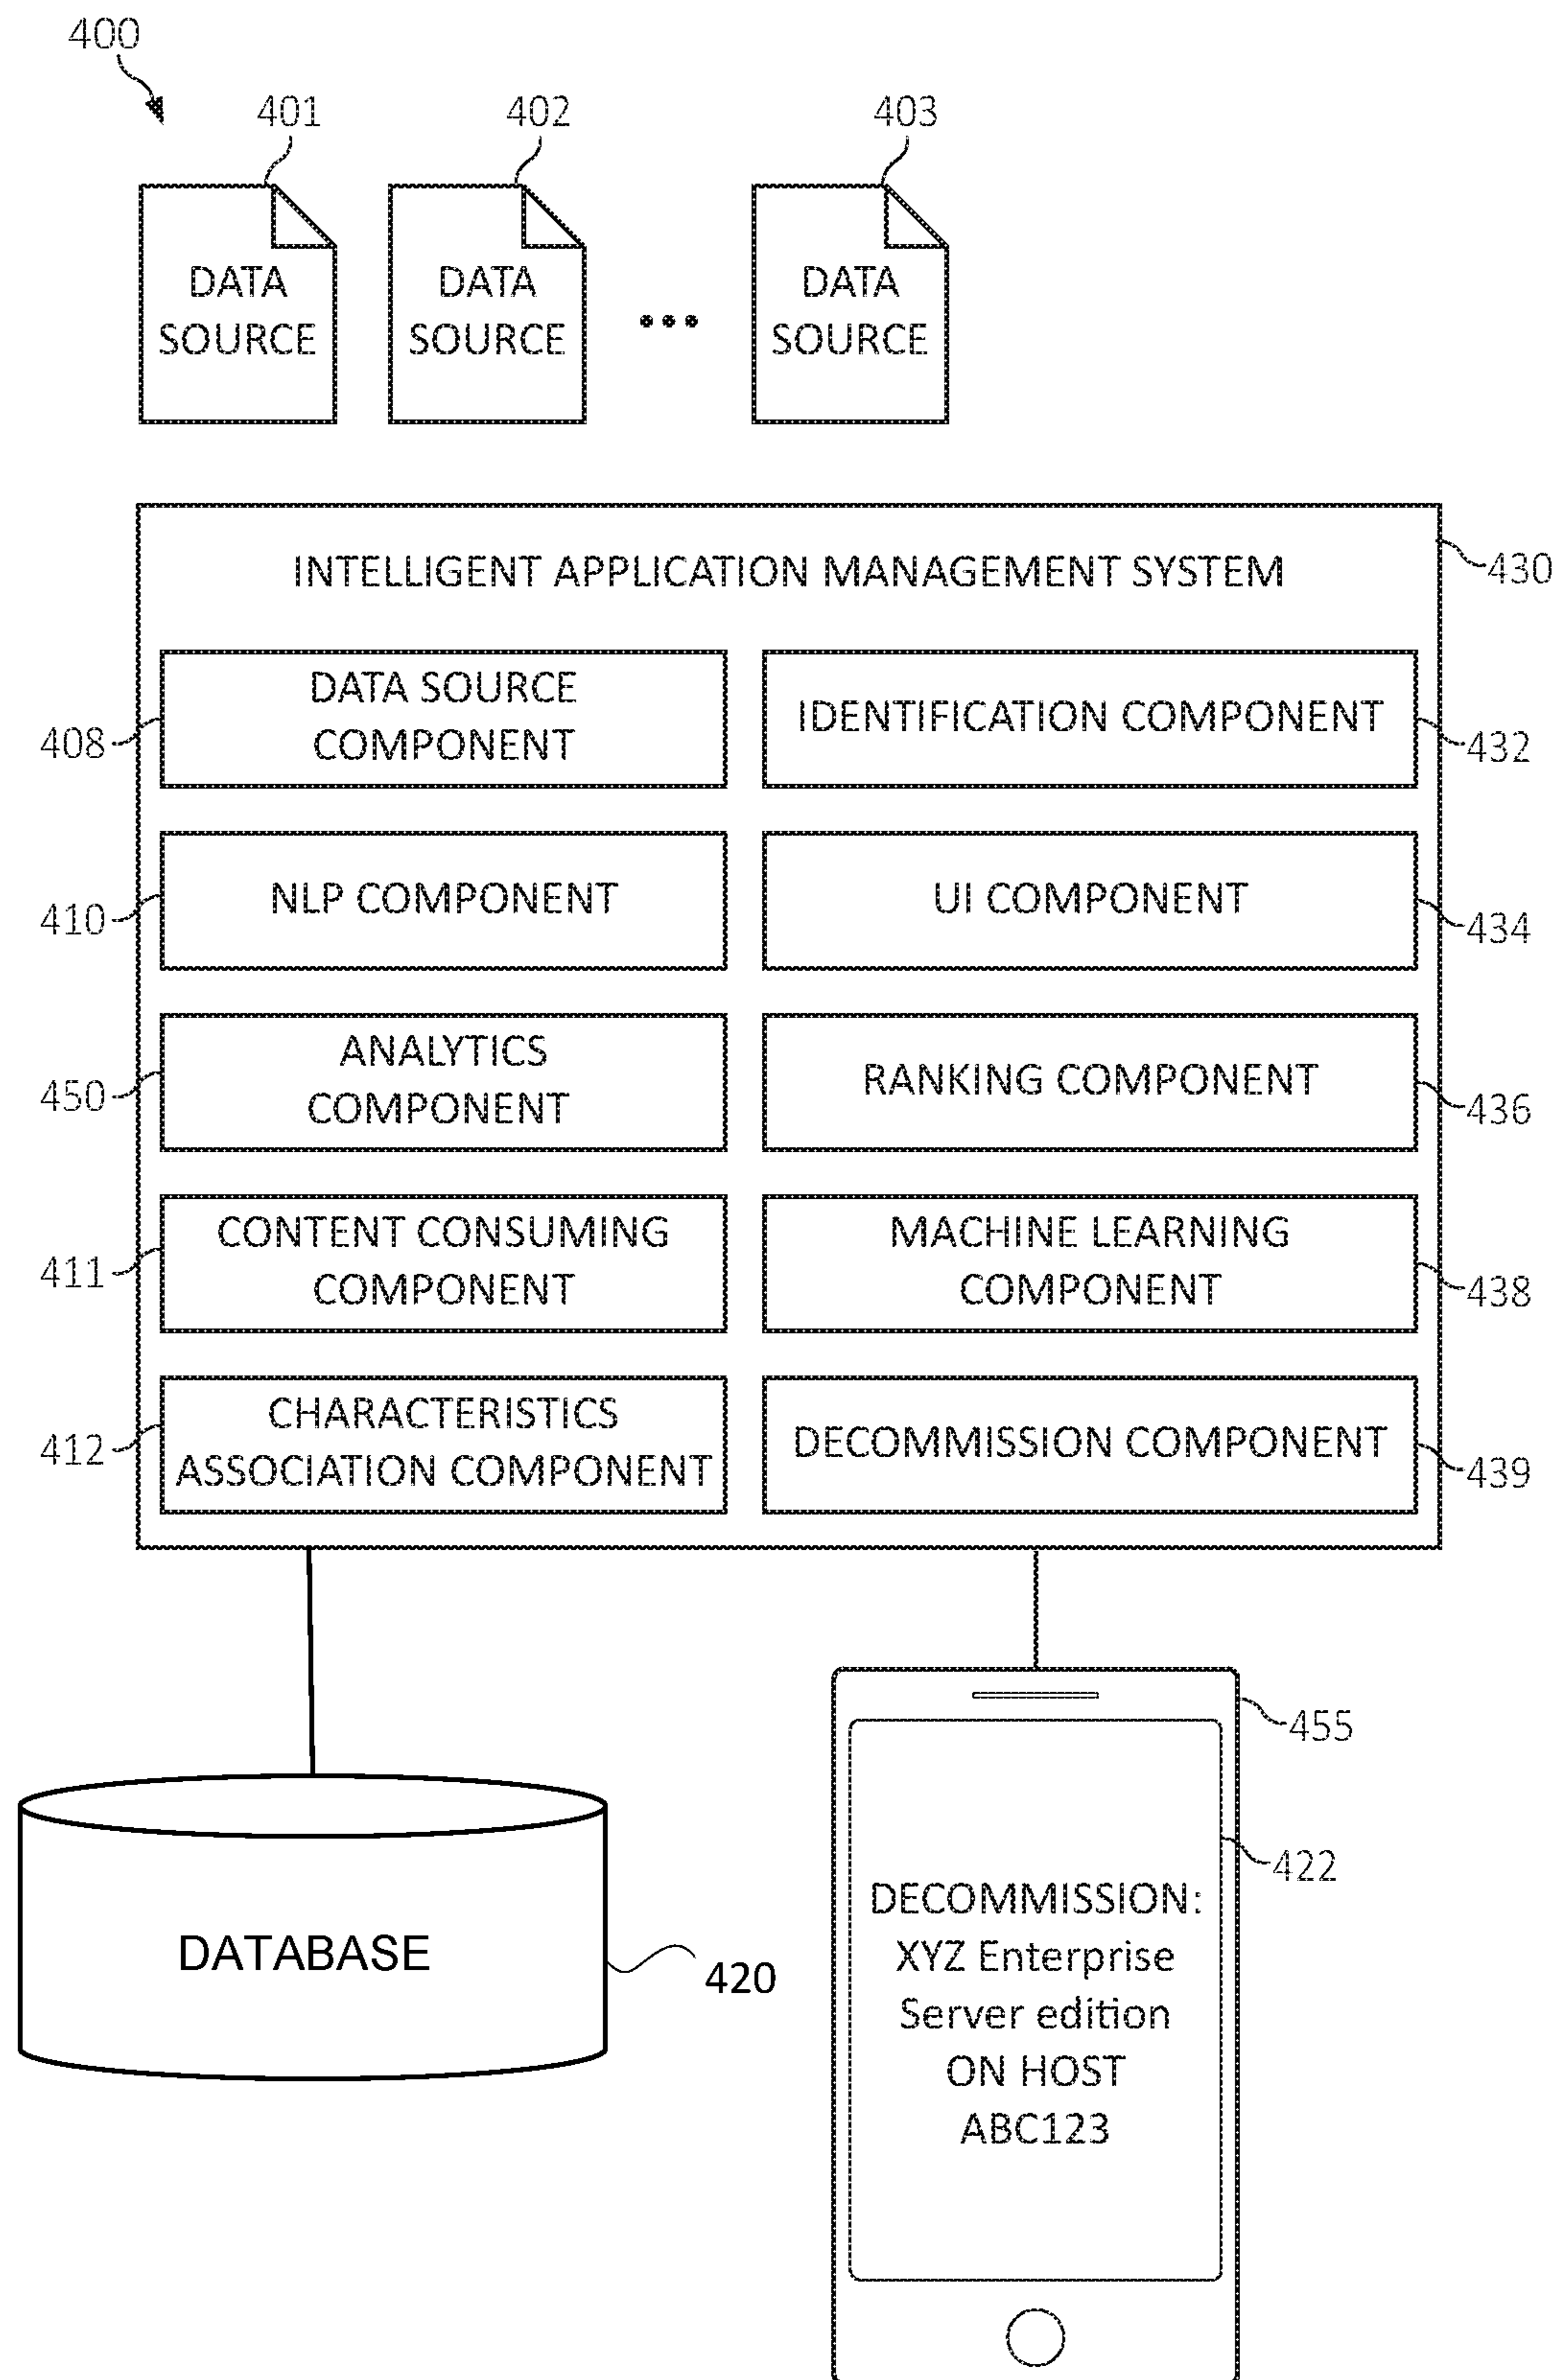 400
401
402
403
DATA
SOURCE
DATA
SOURCE
...
DATA
SOURCE
INTELLIGENT APPLICATION MANAGEMENT SYSTEM
430
DATA SOURCE
COMPONENT
408
IDENTIFICATION COMPONENT
432
NLP COMPONENT
410
UI COMPONENT
434
ANALYTICS
COMPONENT
450
RANKING COMPONENT
436
CONTENT CONSUMING
COMPONENT
411
MACHINE LEARNING
COMPONENT
438
CHARACTERISTICS
ASSOCIATION COMPONENT
412
DECOMMISSION COMPONENT
439
455
422
DATABASE
420
DECOMMISSION:
XYZ Enterprise
Server edition
ON HOST
ABC123